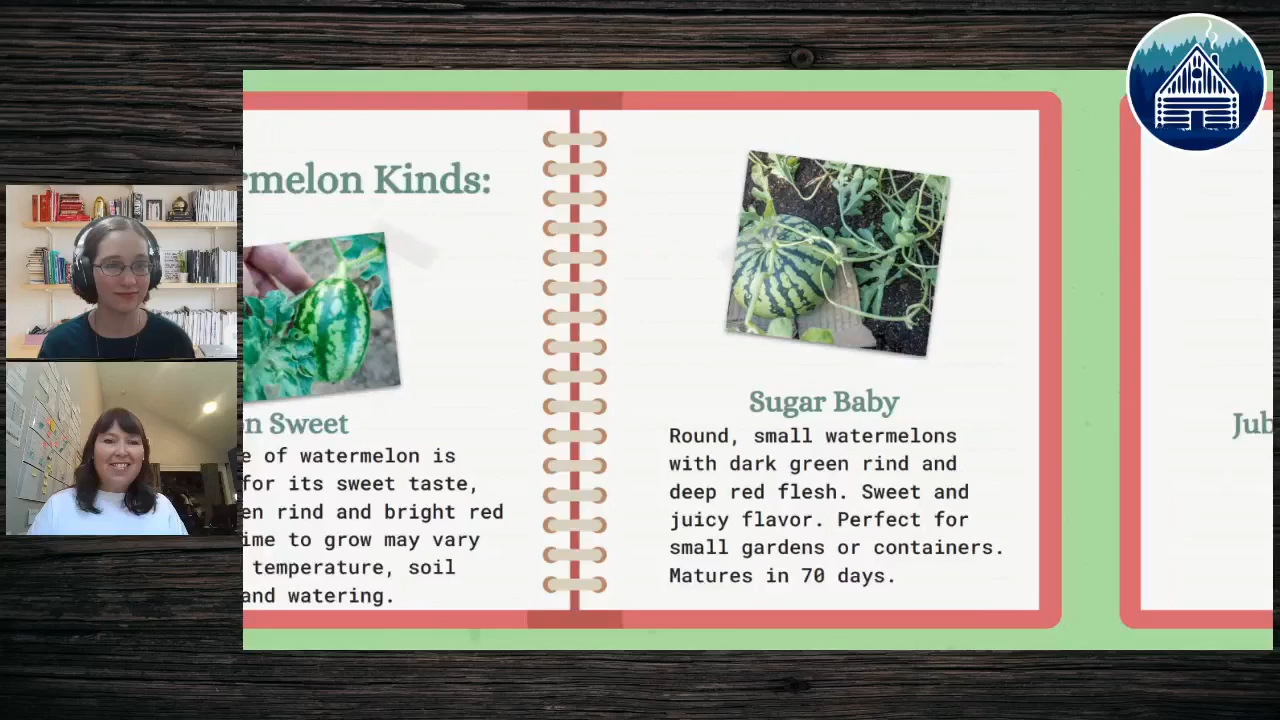 rmelon Kinds:
n Sweet
e of watermelon is
for its sweet taste,
en rind and bright red
ime to grow may vary
temperature, soil
and watering.
Sugar Baby
Round, small watermelons
with dark green rind and
deep red flesh. Sweet and
juicy flavor. Perfect for
small gardens or containers.
Matures in 70 days.
Jub